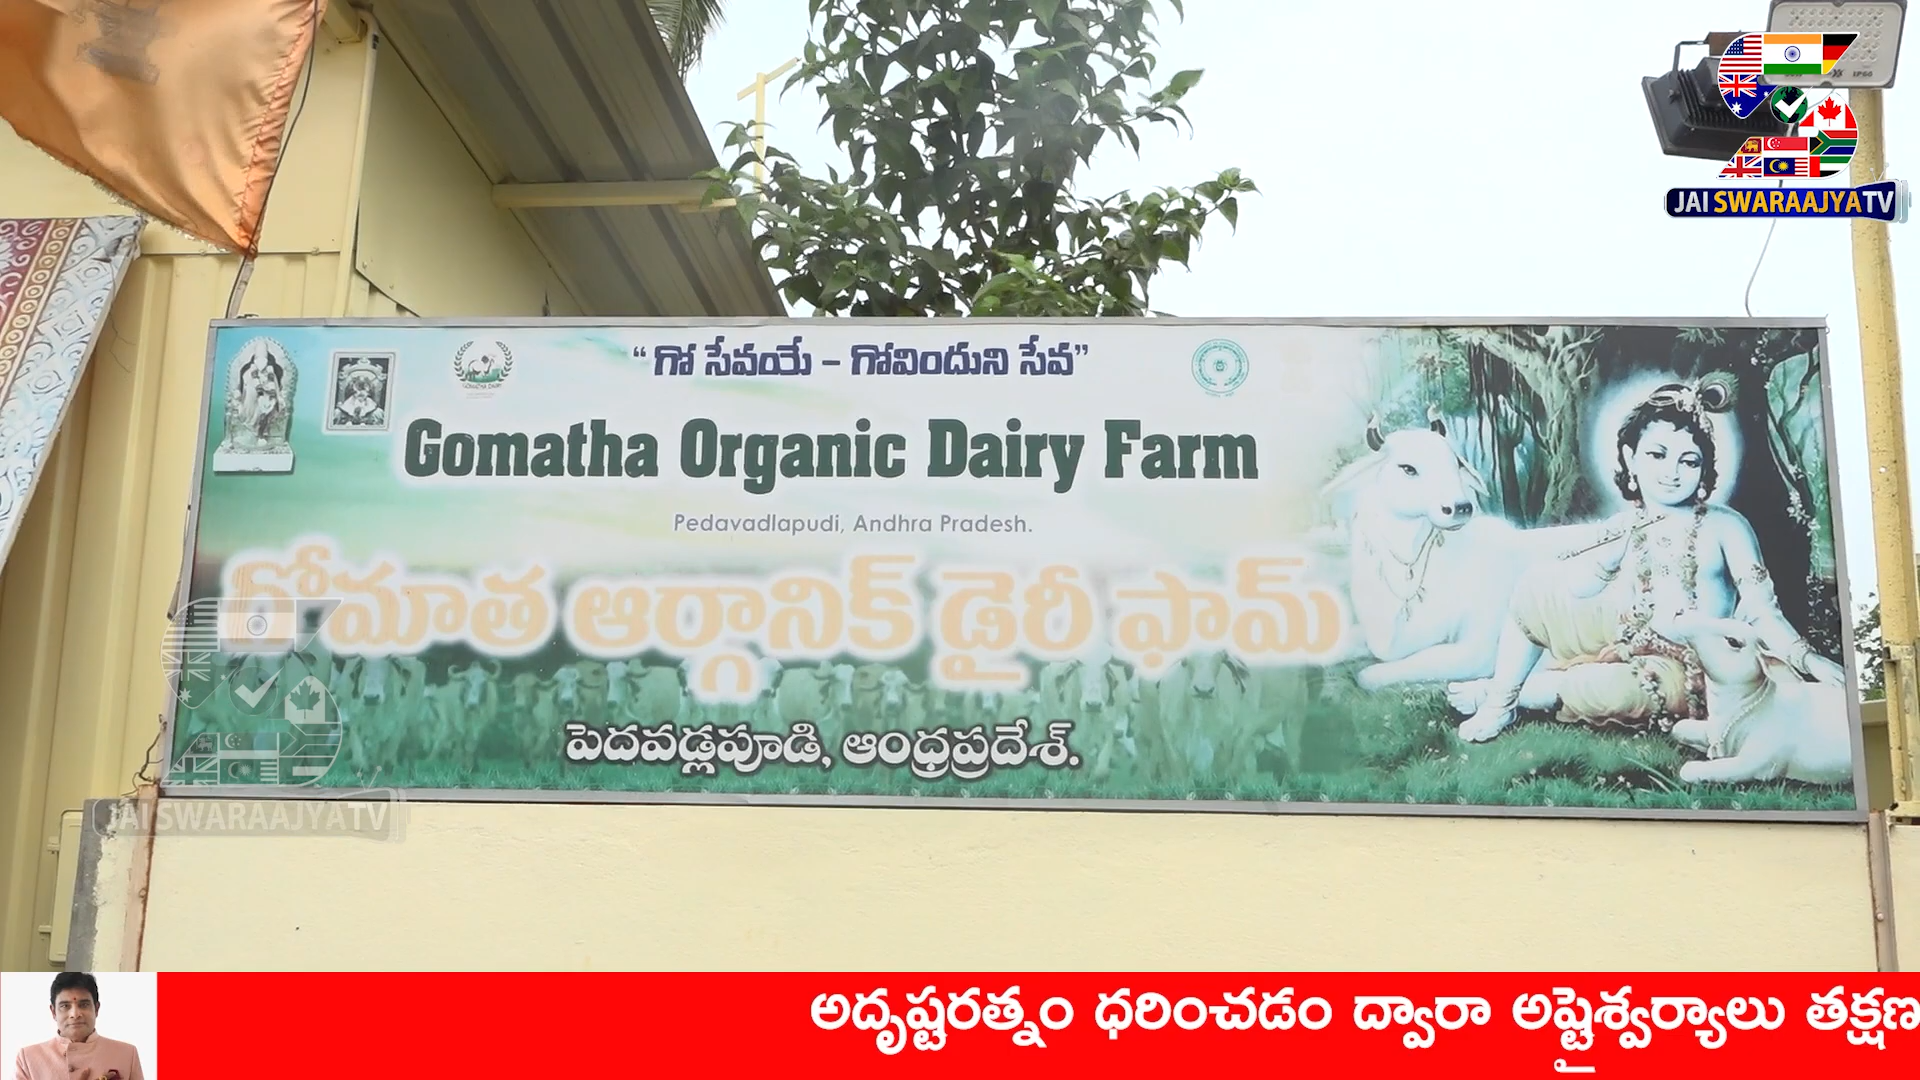 JAI SWARAAJYA TV
“ గో సేవయే – గోవిందుని సేవ”
Gomatha Organic Dairy Farm
Pedavadlapudi, Andhra Pradesh.
గోమాత ఆర్గానిక్ డైరీ ఫామ్
పెదవడ్లపూడి, ఆంధ్రప్రదేశ్.
JAI SWARAAJYA TV
అదృష్టరత్నం ధరించడం ద్వారా అష్టైశ్వర్యాలు తక్షణ